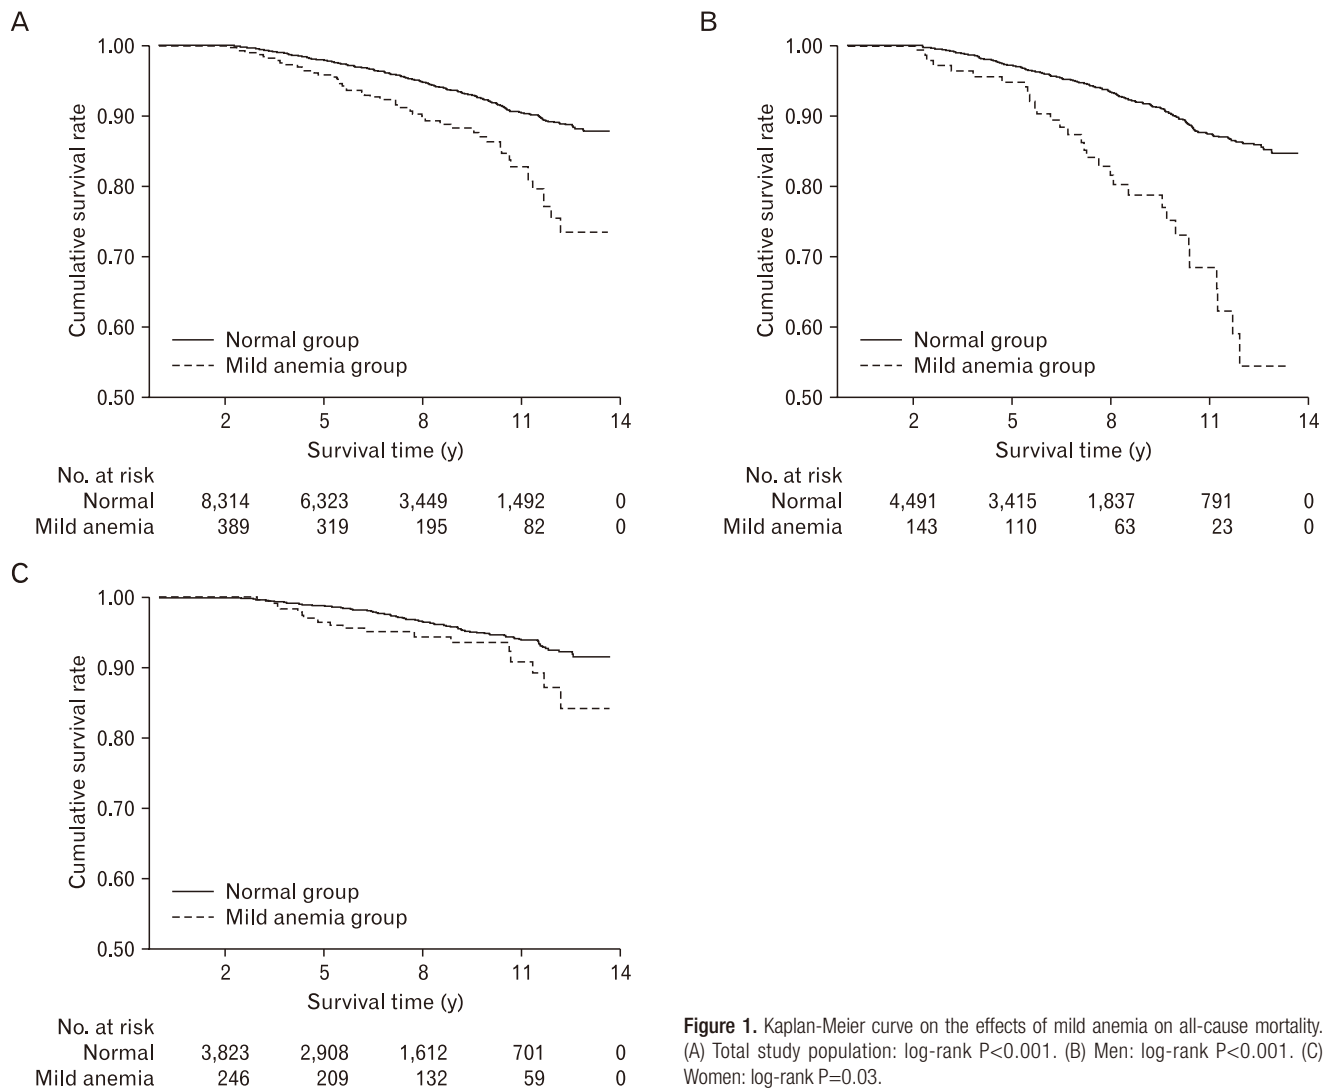 A
1.00
0.90
0.80
0.70
0.60
0.50
Cumulative survival rate
Normal group
Mild anemia group
2 5 8 11 14
Survival time (y)
No. at risk
Normal 8,314 6,323 3,449 1,492 0
Mild anemia 389 319 195 82 0
B
1.00
0.90
0.80
0.70
0.60
0.50
Cumulative survival rate
Normal group
Mild anemia group
2 5 8 11 14
Survival time (y)
No. at risk
Normal 4,491 3,415 1,837 791 0
Mild anemia 143 110 63 23 0
C
1.00
0.90
0.80
0.70
0.60
0.50
Cumulative survival rate
Normal group
Mild anemia group
2 5 8 11 14
Survival time (y)
No. at risk
Normal 3,823 2,908 1,612 701 0
Mild anemia 246 209 132 59 0
Figure 1. Kaplan-Meier curve on the effects of mild anemia on all-cause mortality.
(A) Total study population: log-rank P<0.001. (B) Men: log-rank P<0.001. (C)
Women: log-rank P=0.03.